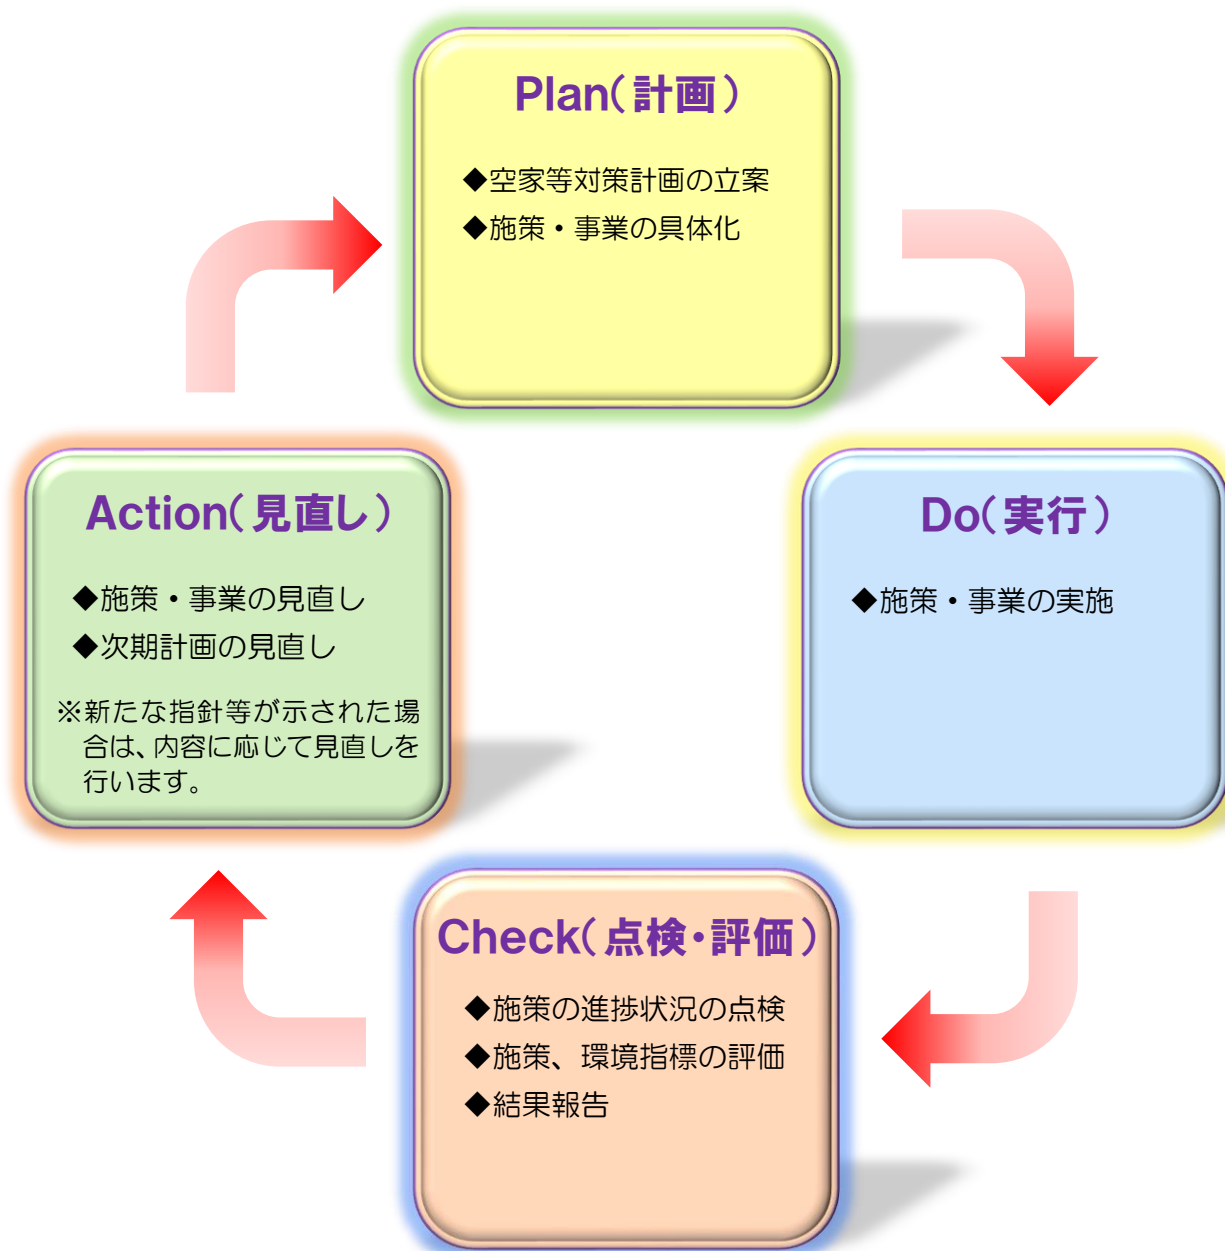 Plan(計画)
◆空家等対策計画の立案
◆施策・事業の具体化
Do(実行)
◆施策・事業の実施
Check(点検・評価)
◆施策の進捗状況の点検
◆施策、環境指標の評価
◆結果報告
Action(見直し)
◆施策・事業の見直し
◆次期計画の見直し
※新たな指針等が示された場
合は、内容に応じて見直しを
行います。